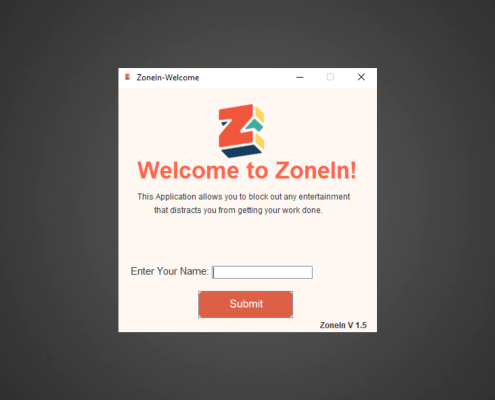 ZoneIn-Welcome
Z
Welcome to ZoneIn!
This Application allows you to block out any entertainment
that distracts you from getting your work done.
Enter Your Name:
Submit
ZoneIn V 1.5